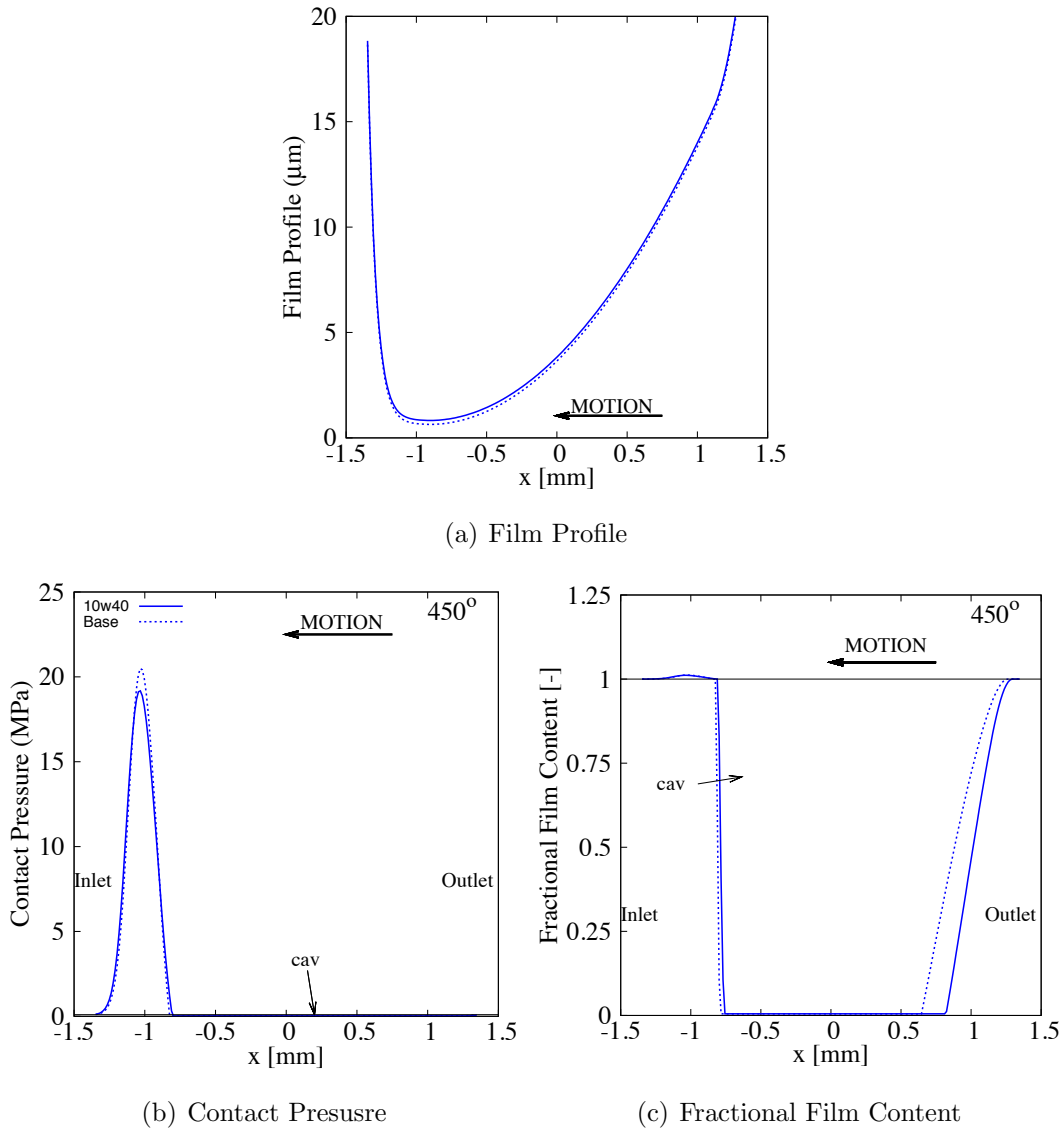 20
15
10
5
0
Film Profile (μm)
MOTION
-1.5 -1 -0.5 0 0.5 1 1.5
x [mm]
(a) Film Profile
25
20
15
10
5
0
Contact Pressure (MPa)
10w40
Base
450°
MOTION
Inlet
Outlet
cav
-1.5 -1 -0.5 0 0.5 1 1.5
x [mm]
(b) Contact Presusre
1.25
1
0.75
0.5
0.25
0
Fractional Film Content [-]
450°
MOTION
cav
Inlet
Outlet
-1.5 -1 -0.5 0 0.5 1 1.5
x [mm]
(c) Fractional Film Content